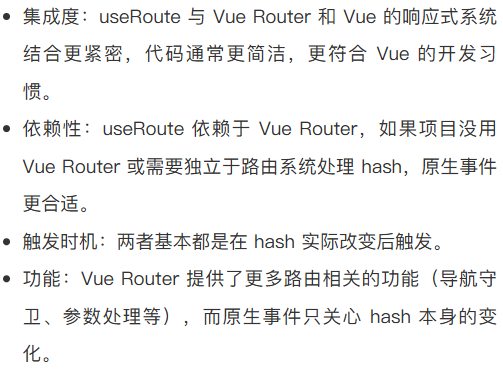 • 集成度：useRoute 与 Vue Router 和 Vue 的响应式系统
结合更紧密，代码通常更简洁，更符合 Vue 的开发习
惯。
• 依赖性：useRoute 依赖于 Vue Router，如果项目没用
Vue Router 或需要独立于路由系统处理 hash，原生事件
更合适。
• 触发时机：两者基本都是在 hash 实际改变后触发。
• 功能：Vue Router 提供了更多路由相关的功能（导航守
卫、参数处理等），而原生事件只关心 hash 本身的变
化。